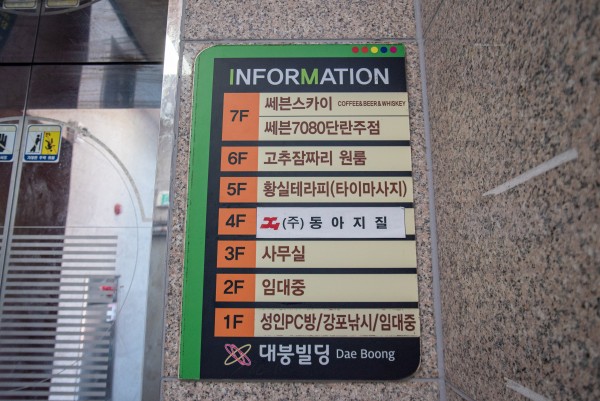 INFORMATION
7F 쎄븐스카이 COFFEE&BEER&WHISKEY
쎄븐7080단란주점
6F 고추잠짜리 원룸
5F 황실테라피(타이마사지)
4F (주)동아지질
3F 사무실
2F 임대중
1F 성인PC방/강포낚시/임대중
대붕빌딩 Dae Boong